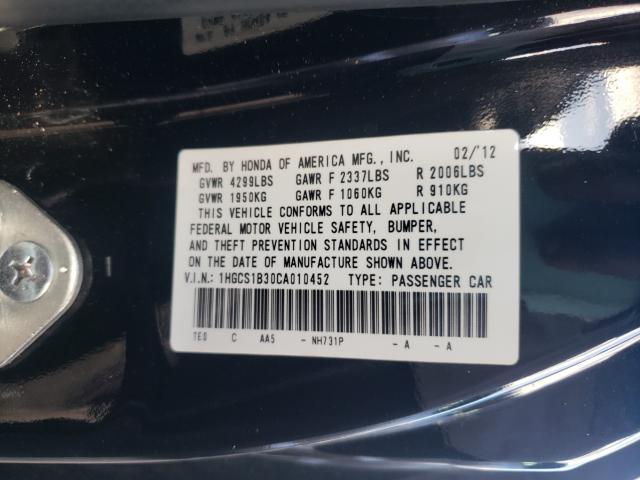 MFD. BY HONDA OF AMERICA MFG., INC. 02/'12
GVWR 4299LBS GAWR F 2337LBS R 2006LBS
GVWR 1950KG GAWR F 1060KG R 910KG
THIS VEHICLE CONFORMS TO ALL APPLICABLE
FEDERAL MOTOR VEHICLE SAFETY, BUMPER,
AND THEFT PREVENTION STANDARDS IN EFFECT
ON THE DATE OF MANUFACTURE SHOWN ABOVE.
V.I.N.: 1HGCS1B30CA010452 TYPE: PASSENGER CAR
TE0 C AA5 - NH731P - A - A